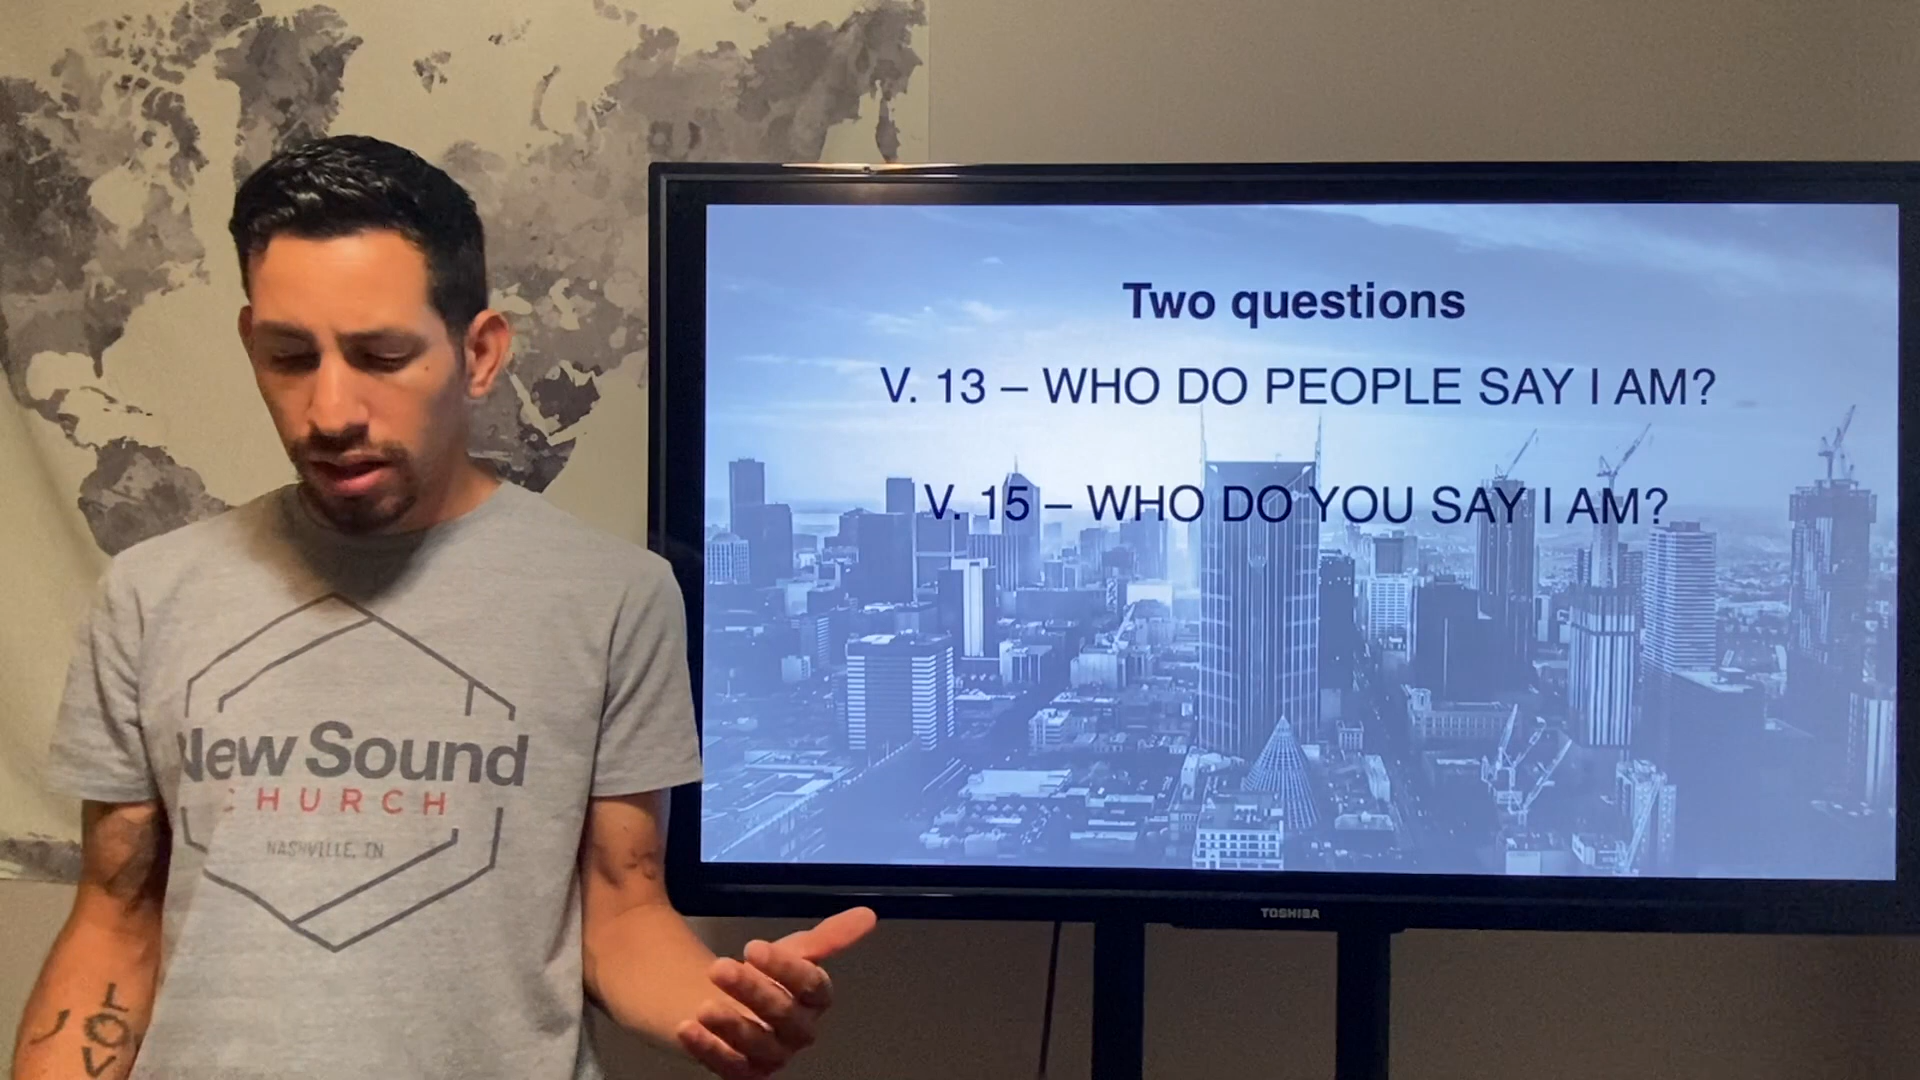 Two questions
V. 13 – WHO DO PEOPLE SAY I AM?
V. 15 – WHO DO YOU SAY I AM?
New Sound
CHURCH
NASHVILLE, TN
TOSHIBA
LOV